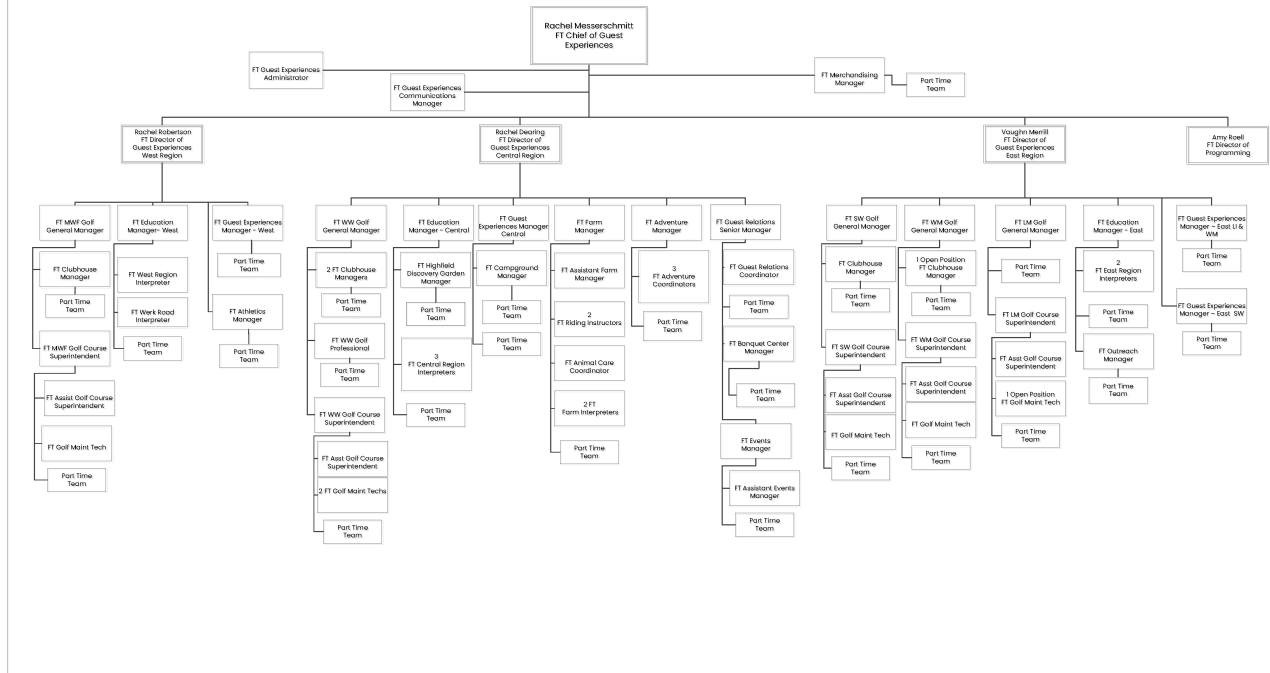 Rachel Messerschmitt
FT Chief of Guest
Experiences
FT Guest Experiences
Administrator
FT Guest Experiences
Communications
Manager
FT Merchandising
Manager
Part Time
Team
Rachel Robertson
FT Director of
Guest Experiences
West Region
Rachel Dearing
FT Director of
Guest Experiences
Central Region
Vaughn Merrill
FT Director of
Guest Experiences
East Region
Amy Roell
FT Director of
Programming
FT MWF Golf
General Manager
FT Clubhouse
Manager
Part Time
Team
FT MWF Golf Course
Superintendent
FT Assist Golf Course
Superintendent
FT Golf Maint Tech
Part Time
Team
FT Education
Manager- West
FT West Region
Interpreter
FT Werk Road
Interpreter
Part Time
Team
FT Guest Experiences
Manager - West
Part Time
Team
FT Athletics
Manager
Part Time
Team
FT WW Golf
General Manager
2 FT Clubhouse
Managers
Part Time
Team
FT WW Golf
Professional
Part Time
Team
FT WW Golf Course
Superintendent
FT Asst Golf Course
Superintendent
2 FT Golf Maint Techs
Part Time
Team
FT Education
Manager - Central
FT Highfield
Discovery Garden
Manager
Part Time
Team
3
FT Central Region
Interpreters
Part Time
Team
FT Guest
Experiences Manager
Central
FT Campground
Manager
Part Time
Team
Part Time
Team
FT Farm
Manager
FT Assistant Farm
Manager
2
FT Riding Instructors
FT Animal Care
Coordinator
2 FT
Farm Interpreters
Part Time
Team
FT Adventure
Manager
3
FT Adventure
Coordinators
Part Time
Team
FT Guest Relations
Senior Manager
FT Guest Relations
Coordinator
Part Time
Team
FT Banquet Center
Manager
Part Time
Team
FT Events
Manager
FT Assistant Events
Manager
Part Time
Team
FT SW Golf
General Manager
FT Clubhouse
Manager
Part Time
Team
FT SW Golf Course
Superintendent
FT Asst Golf Course
Superintendent
FT Golf Maint Tech
Part Time
Team
FT WM Golf
General Manager
1 Open Position
FT Clubhouse
Manager
Part Time
Team
FT WM Golf Course
Superintendent
FT Asst Golf Course
Superintendent
FT Golf Maint Tech
Part Time
Team
FT LM Golf
General Manager
Part Time
Team
FT LM Golf Course
Superintendent
FT Asst Golf Course
Superintendent
1 Open Position
FT Golf Maint Tech
Part Time
Team
FT Education
Manager - East
2
FT East Region
Interpreters
Part Time
Team
FT Outreach
Manager
Part Time
Team
FT Guest Experiences
Manager - East LI &
WM
Part Time
Team
FT Guest Experiences
Manager - East SW
Part Time
Team